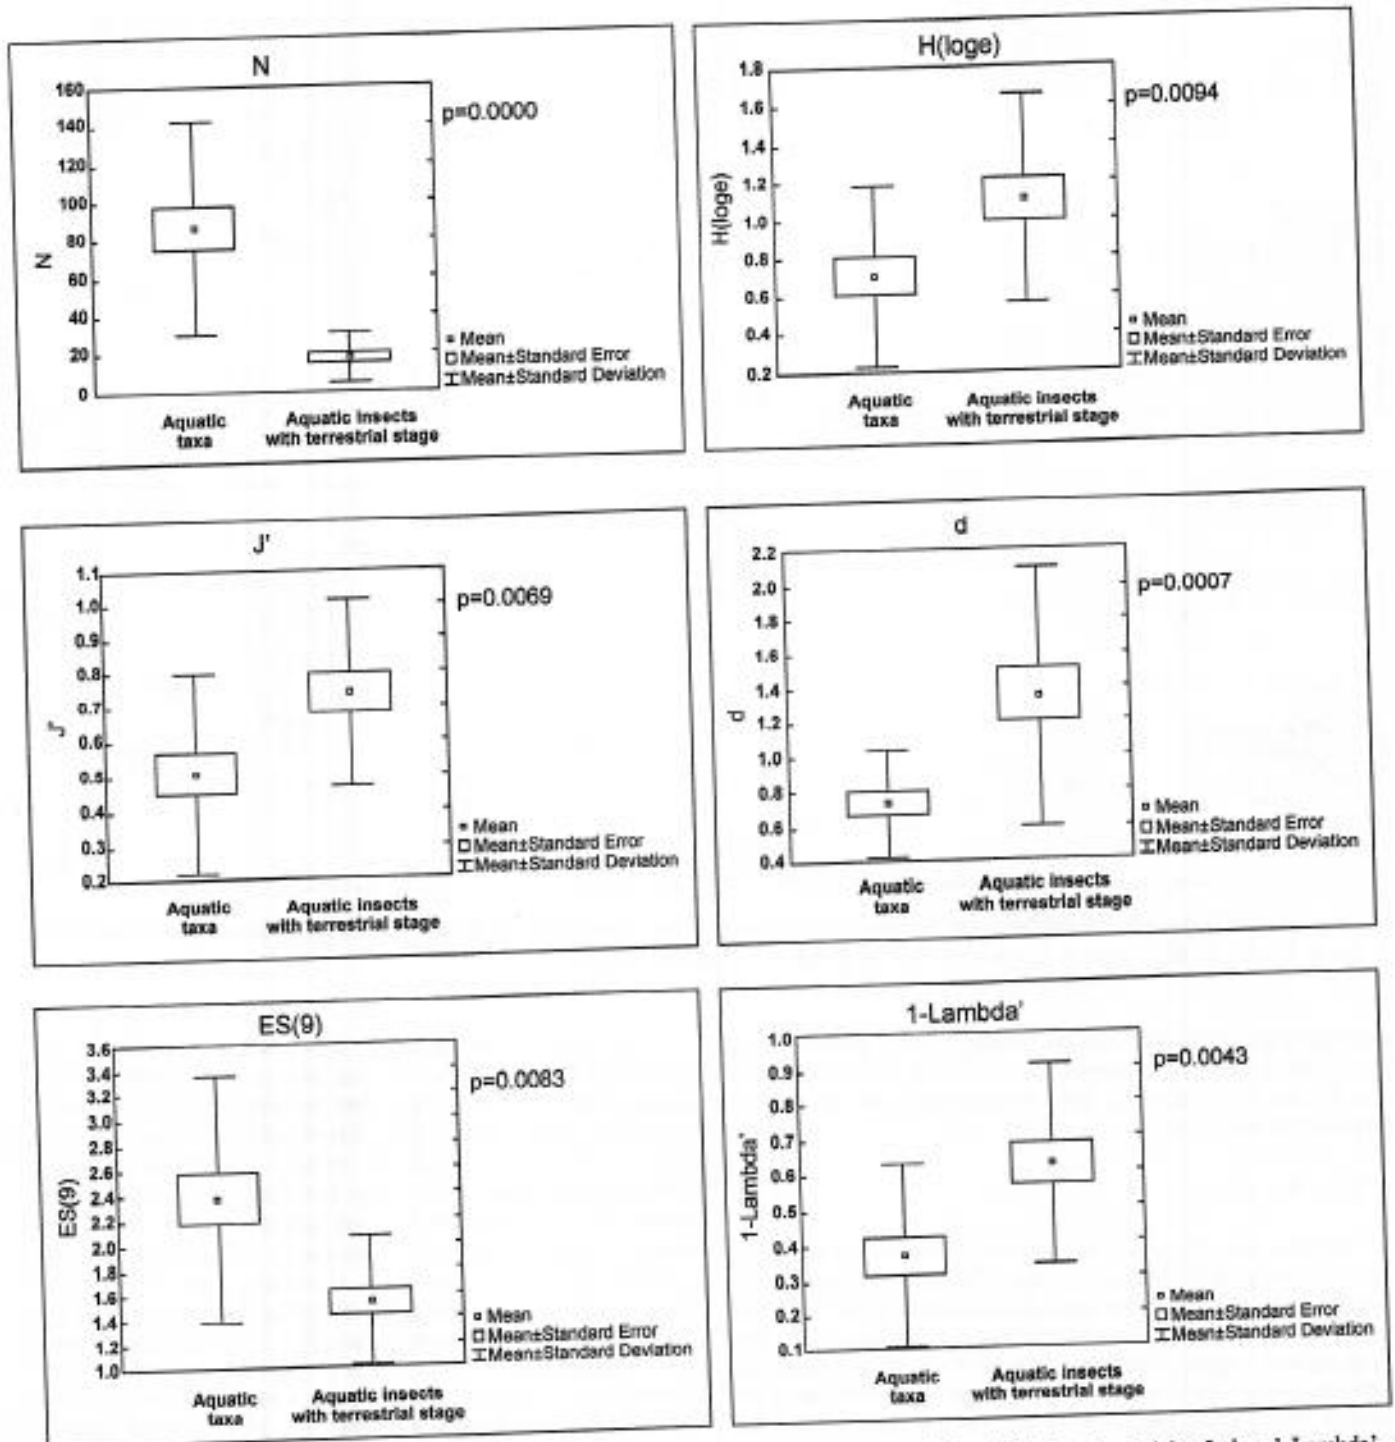 N
160
140
120
100
80
60
40
20
0
N
p=0.0000
Mean
Mean±Standard Error
Mean±Standard Deviation
Aquatic taxa
Aquatic insects with terrestrial stage
H(loge)
1.8
1.6
1.4
1.2
1.0
0.8
0.6
0.4
0.2
H(loge)
p=0.0094
Mean
Mean±Standard Error
Mean±Standard Deviation
Aquatic taxa
Aquatic insects with terrestrial stage
J'
1.1
1.0
0.9
0.8
0.7
0.6
0.5
0.4
0.3
0.2
J'
p=0.0069
Mean
Mean±Standard Error
Mean±Standard Deviation
Aquatic taxa
Aquatic insects with terrestrial stage
d
2.2
2.0
1.8
1.6
1.4
1.2
1.0
0.8
0.6
0.4
d
p=0.0007
Mean
Mean±Standard Error
Mean±Standard Deviation
Aquatic taxa
Aquatic insects with terrestrial stage
ES(9)
3.6
3.4
3.2
3.0
2.8
2.6
2.4
2.2
2.0
1.8
1.6
1.4
1.2
1.0
ES(9)
p=0.0083
Mean
Mean±Standard Error
Mean±Standard Deviation
Aquatic taxa
Aquatic insects with terrestrial stage
1-Lambda'
1.0
0.9
0.8
0.7
0.6
0.5
0.4
0.3
0.2
0.1
1-Lambda'
p=0.0043
Mean
Mean±Standard Error
Mean±Standard Deviation
Aquatic taxa
Aquatic insects with terrestrial stage